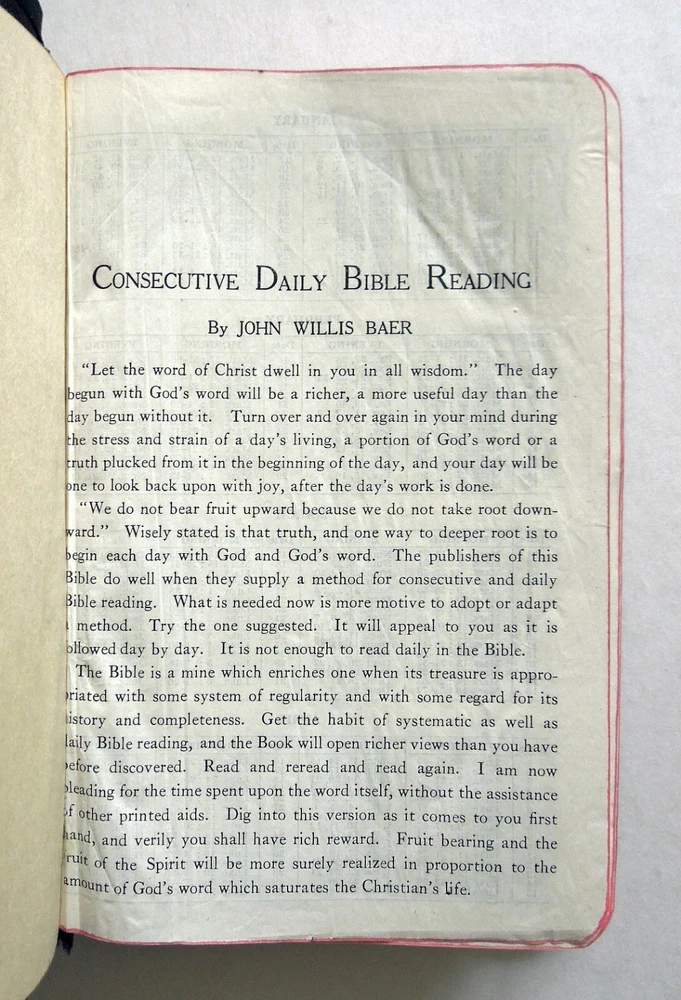 CONSECUTIVE DAILY BIBLE READING
By JOHN WILLIS BAER
“Let the word of Christ dwell in you in all wisdom.” The day
begun with God’s word will be a richer, a more useful day than the
day begun without it. Turn over and over again in your mind during
the stress and strain of a day’s living, a portion of God’s word or a
truth plucked from it in the beginning of the day, and your day will be
one to look back upon with joy, after the day’s work is done.
“We do not bear fruit upward because we do not take root down-
ward.” Wisely stated is that truth, and one way to deeper root is to
begin each day with God and God’s word. The publishers of this
Bible do well when they supply a method for consecutive and daily
Bible reading. What is needed now is more motive to adopt or adapt
a method. Try the one suggested. It will appeal to you as it is
followed day by day. It is not enough to read daily in the Bible.
The Bible is a mine which enriches one when its treasure is appro-
priated with some system of regularity and with some regard for its
history and completeness. Get the habit of systematic as well as
daily Bible reading, and the Book will open richer views than you have
before discovered. Read and reread and read again. I am now
pleading for the time spent upon the word itself, without the assistance
of other printed aids. Dig into this version as it comes to you first
hand, and verily you shall have rich reward. Fruit bearing and the
fruit of the Spirit will be more surely realized in proportion to the
amount of God’s word which saturates the Christian’s life.